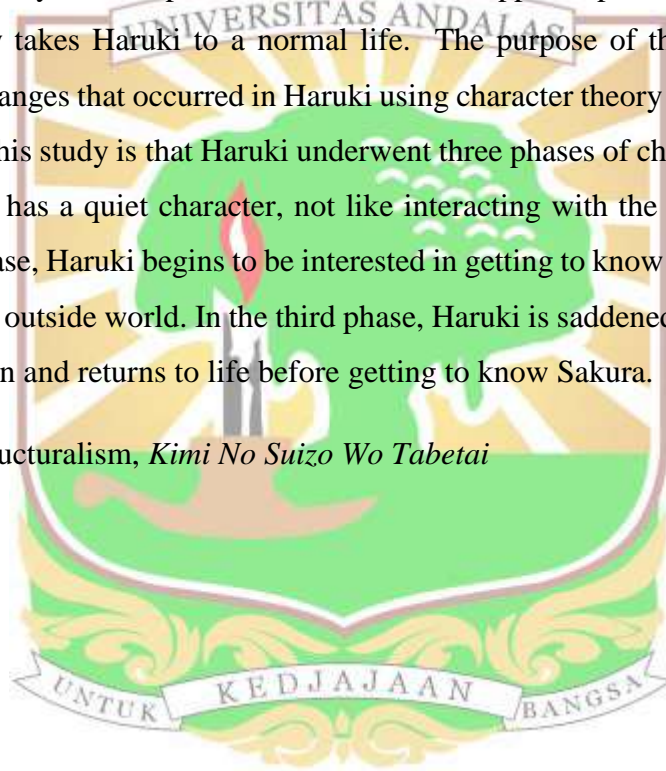 UNIVERSITAS ANDALAS
takes Haruki to a normal life. The purpose of th
anges that occurred in Haruki using character theory
his study is that Haruki underwent three phases of ch
has a quiet character, not like interacting with the
ase, Haruki begins to be interested in getting to know
outside world. In the third phase, Haruki is saddened
n and returns to life before getting to know Sakura.
ucturalism, Kimi No Suizo Wo Tabetai
UNTUK KEDJAJAAN BANGSA